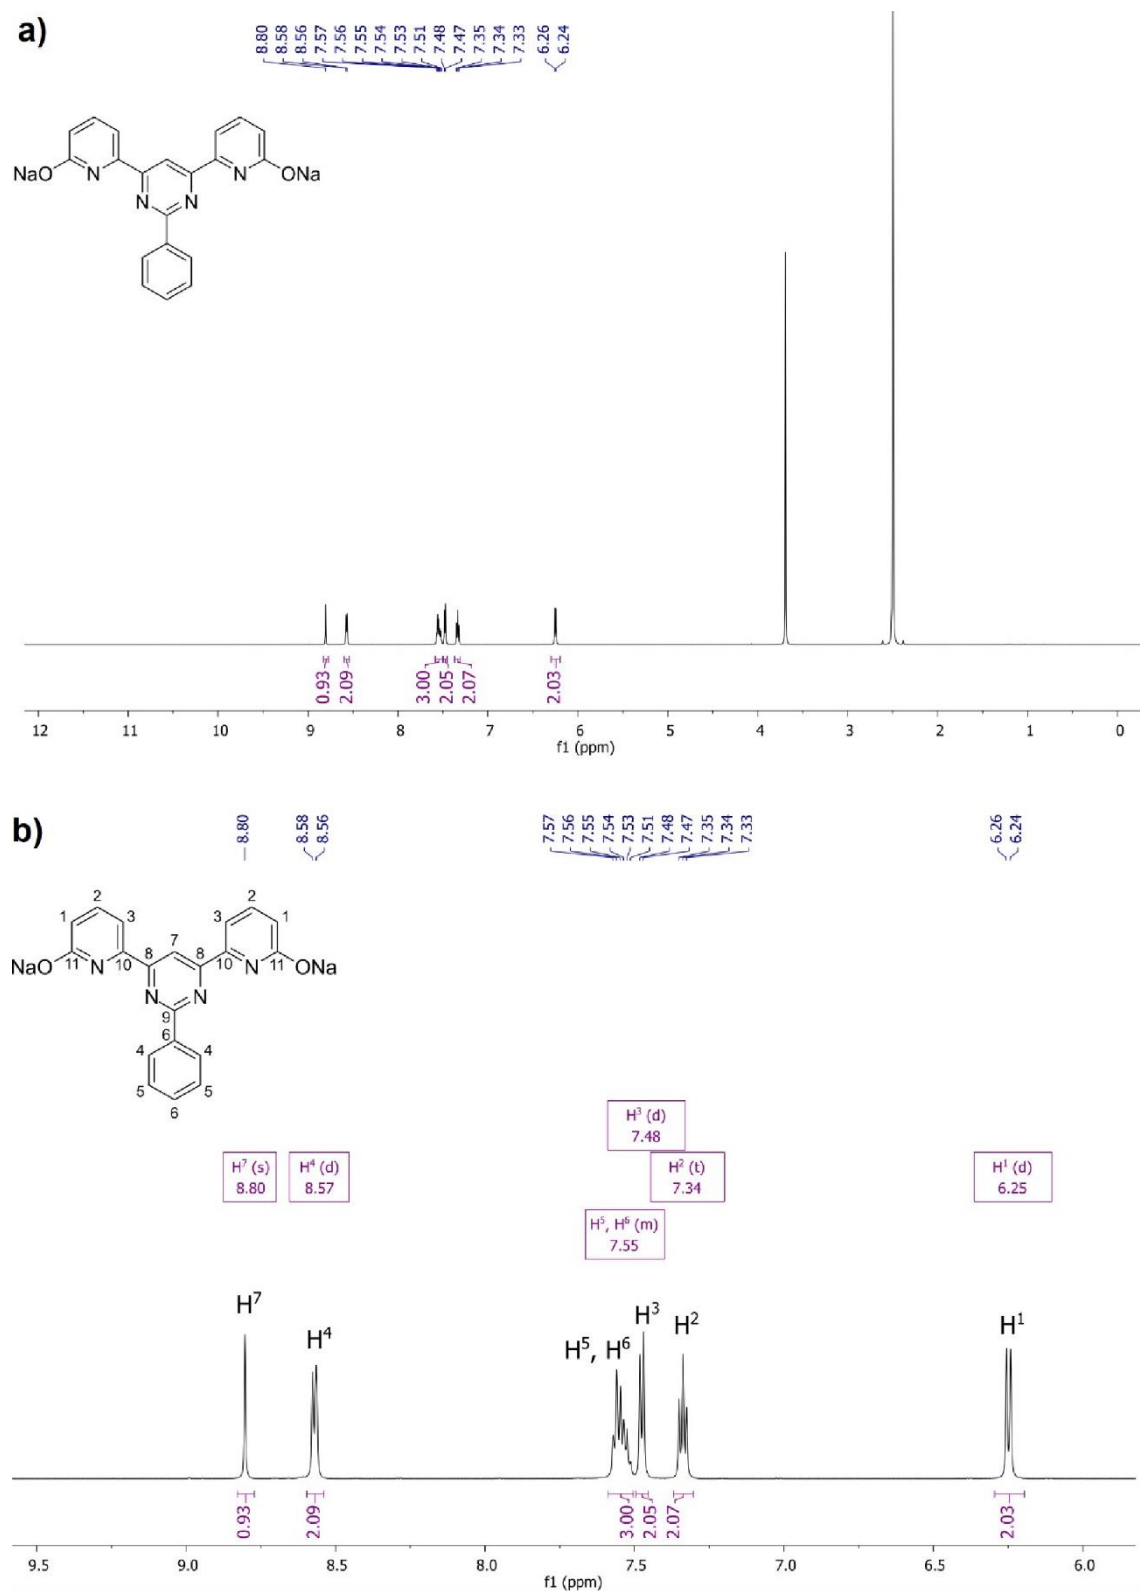 a)
8.80
8.58
8.56
7.57
7.56
7.55
7.54
7.53
7.51
7.48
7.47
7.35
7.34
7.33
6.26
6.24
NaO N N ONa
N N
0.93
2.09
3.00
2.05
2.07
2.03
12 11 10 9 8 7 6 5 4 3 2 1 0
f1 (ppm)
b)
8.80
8.58
8.56
7.57
7.56
7.55
7.54
7.53
7.51
7.48
7.47
7.35
7.34
7.33
6.26
6.24
2 2
1 3 3 1
7
8 8
NaO 11 N 10 10 N 11 ONa
N N
9
6
4 4
5 5
6
H³ (d)
7.48
H⁷ (s)
8.80
H⁴ (d)
8.57
H² (t)
7.34
H¹ (d)
6.25
H⁵, H⁶ (m)
7.55
H⁷
H⁴
H⁵, H⁶
H³
H²
H¹
0.93
2.09
3.00
2.05
2.07
2.03
9.5 9.0 8.5 8.0 7.5 7.0 6.5 6.0
f1 (ppm)